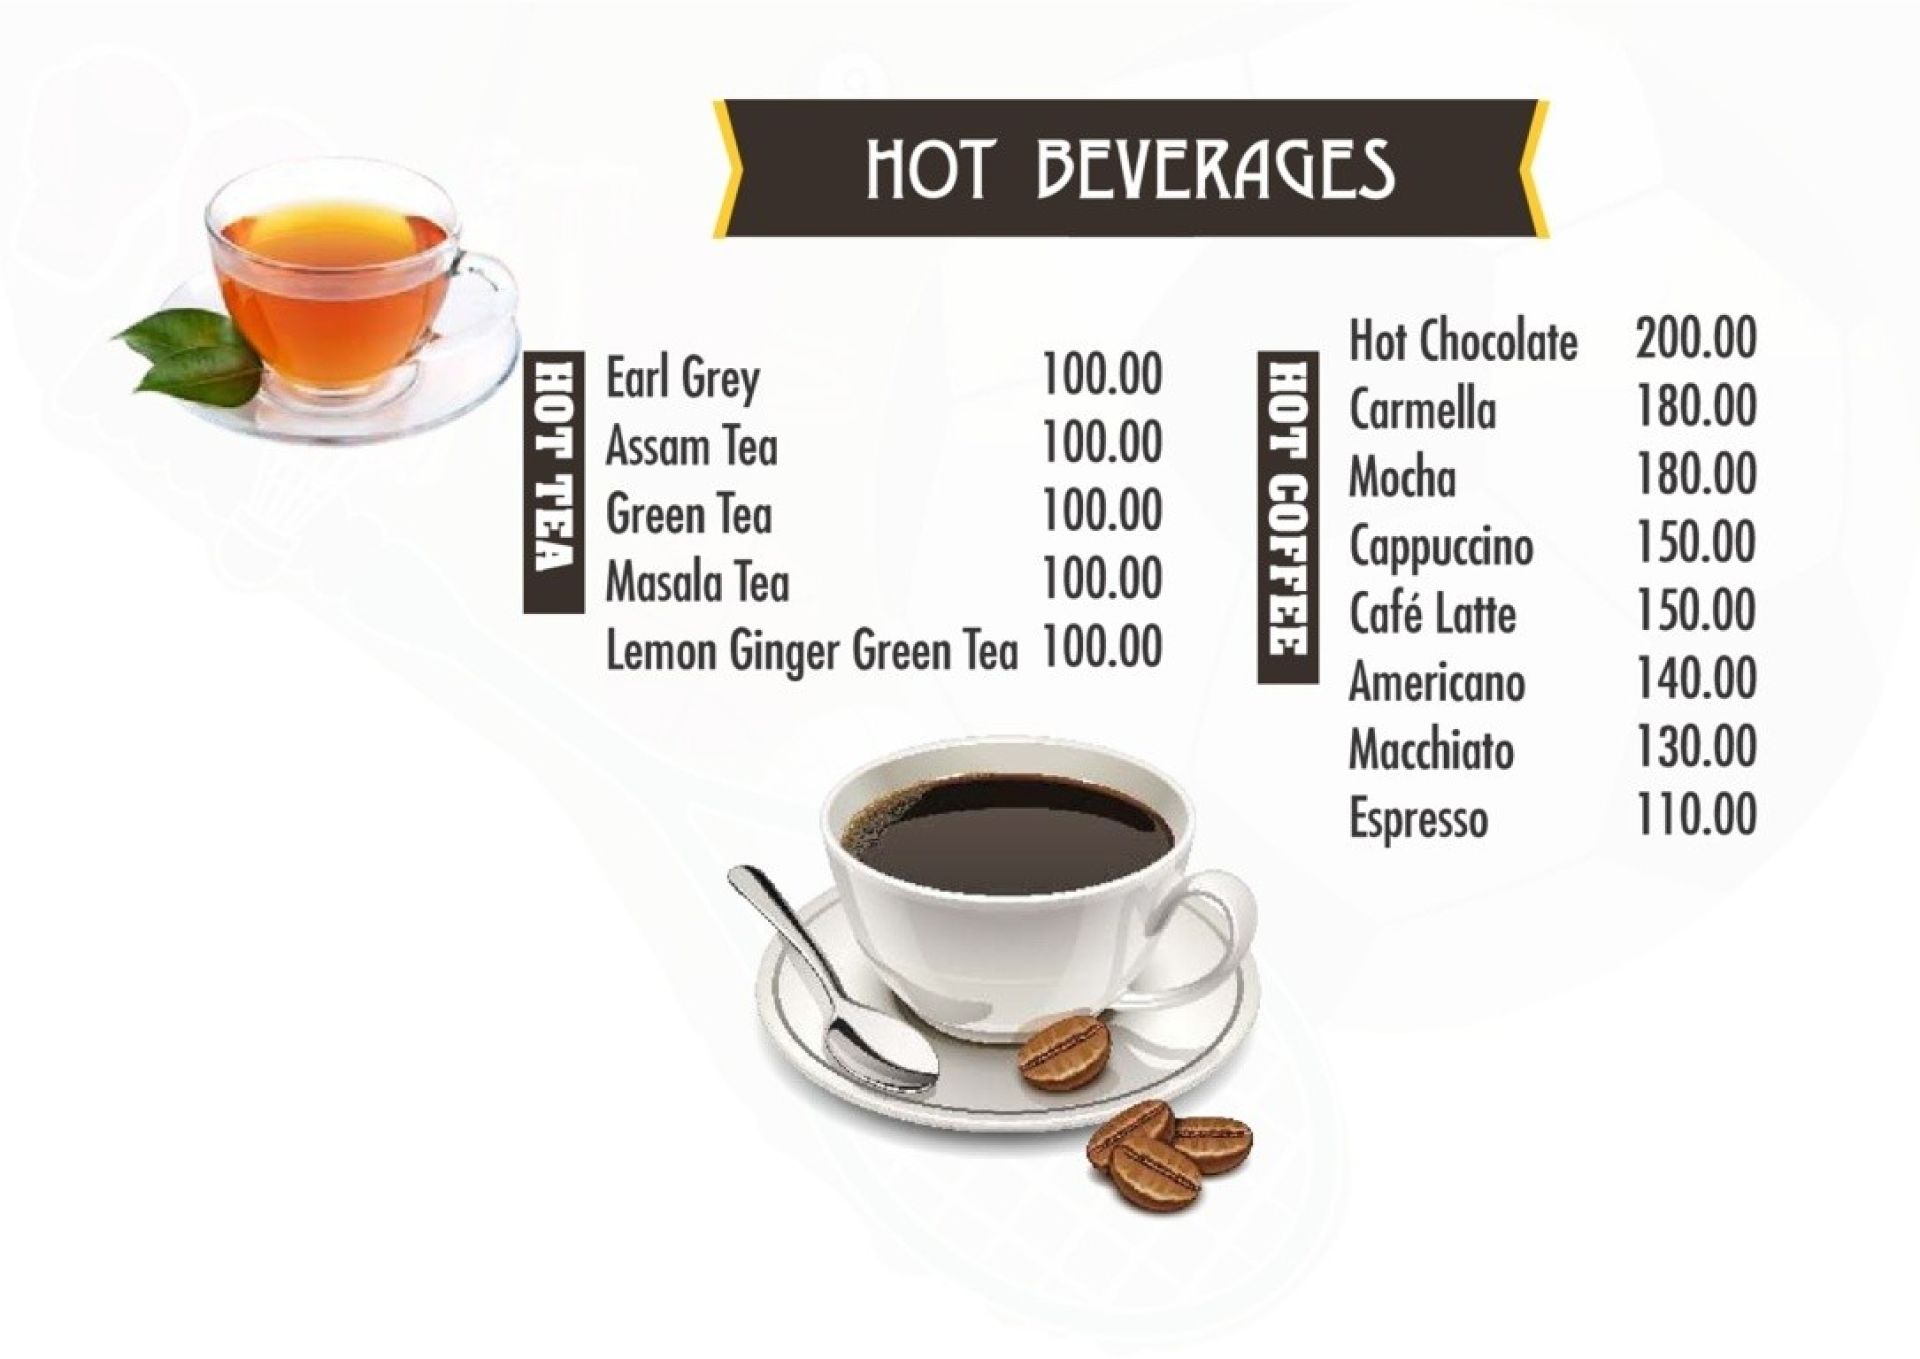 HOT BEVERAGES
HOT TEA
Earl Grey 100.00
Assam Tea 100.00
Green Tea 100.00
Masala Tea 100.00
Lemon Ginger Green Tea 100.00
HOT COFFEE
Hot Chocolate 200.00
Carmella 180.00
Mocha 180.00
Cappuccino 150.00
Café Latte 150.00
Americano 140.00
Macchiato 130.00
Espresso 110.00